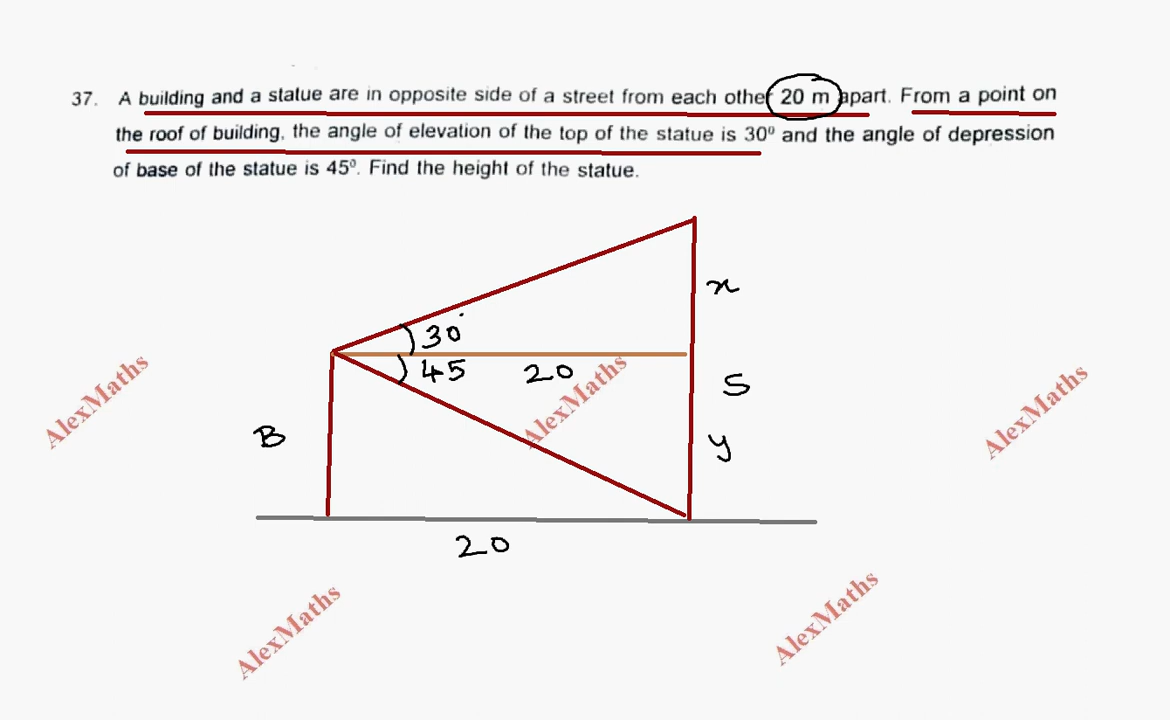 37. A building and a statue are in opposite side of a street from each other 20 m apart. From a point on
the roof of building, the angle of elevation of the top of the statue is 30⁰ and the angle of depression
of base of the statue is 45⁰. Find the height of the statue.
x
30°
45
20
S
B
y
20
AlexMaths
AlexMaths
AlexMaths
AlexMaths
AlexMaths